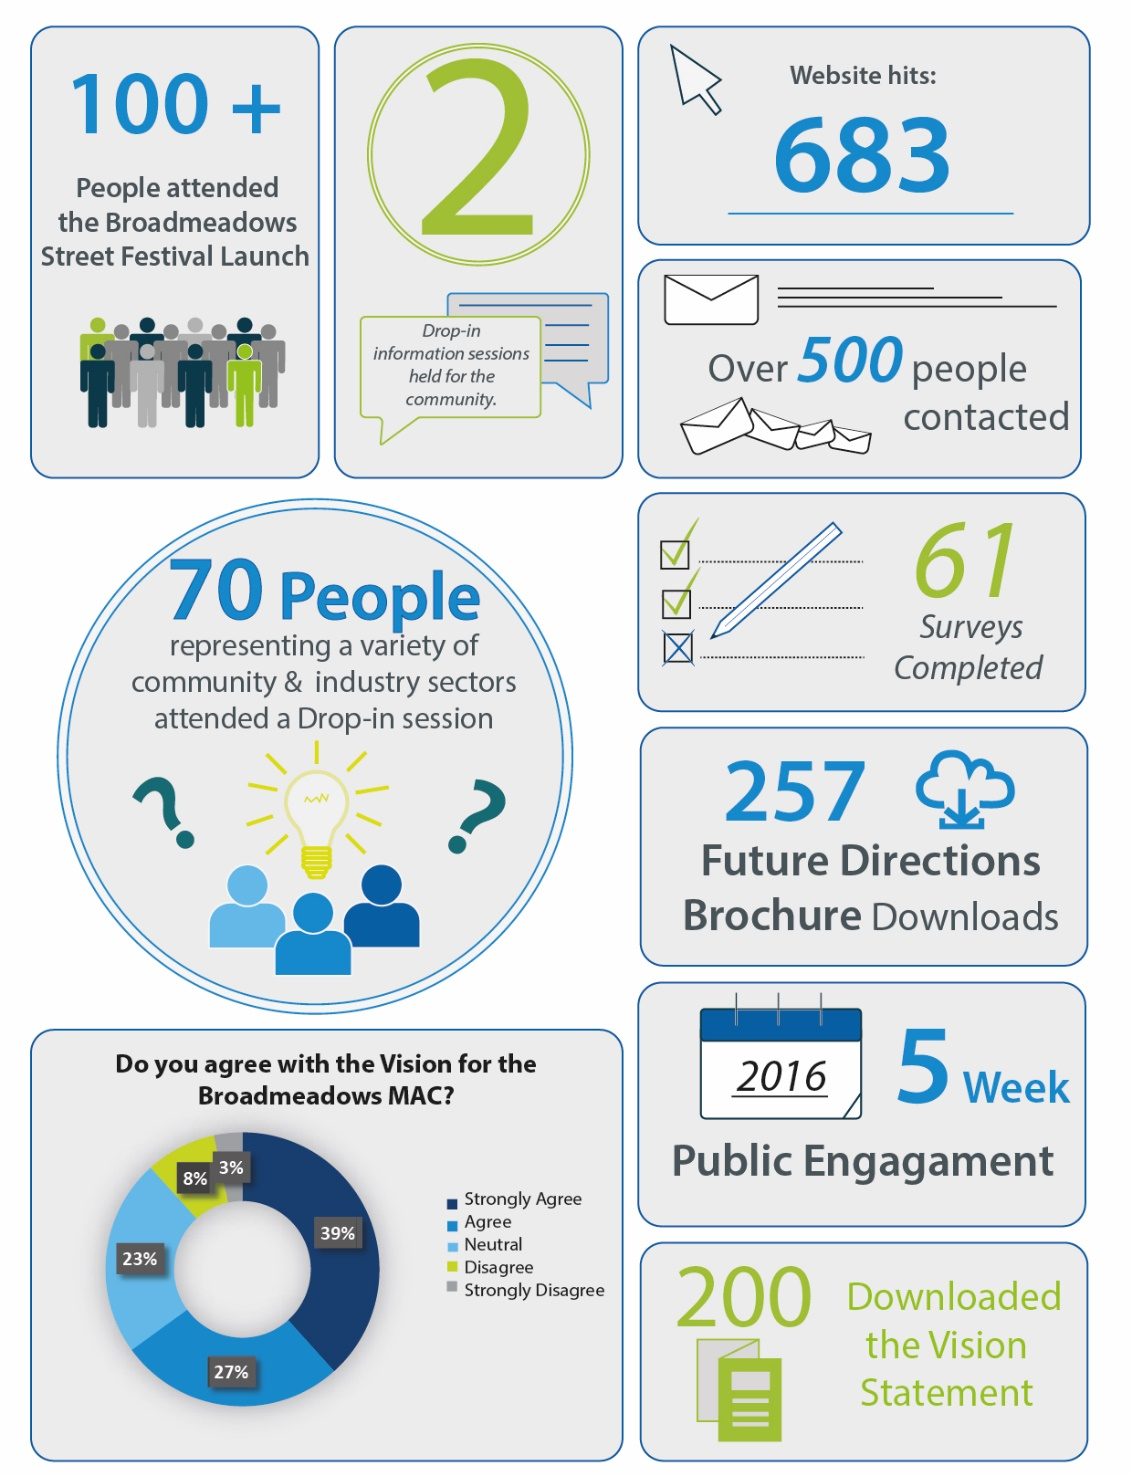 100 +
People attended
the Broadmeadows
Street Festival Launch
2
Drop-in
information sessions
held for the
community.
Website hits:
683
Over 500 people
contacted
70 People
representing a variety of
community & industry sectors
attended a Drop-in session
? ?
61
Surveys
Completed
257
Future Directions
Brochure Downloads
2016
5 Week
Public Engagament
Do you agree with the Vision for the
Broadmeadows MAC?
3%
8%
39%
23%
27%
Strongly Agree
Agree
Neutral
Disagree
Strongly Disagree
200
Downloaded
the Vision
Statement